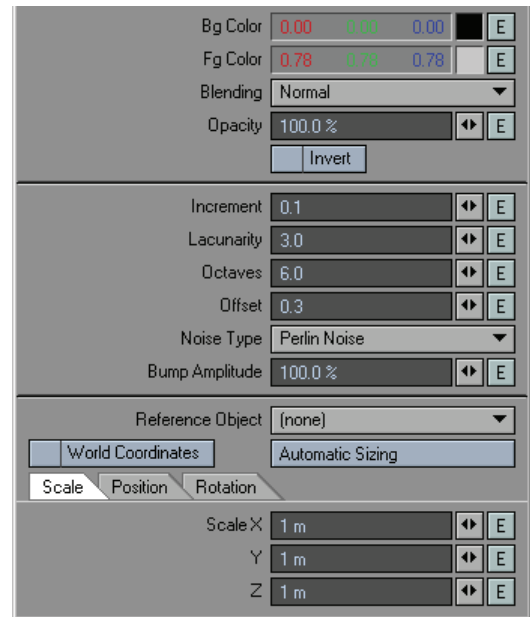 Bg Color 0.00 0.00 0.00 E
Fg Color 0.78 0.78 0.78 E
Blending Normal
Opacity 100.0 % E
Invert
Increment 0.1 E
Lacunarity 3.0 E
Octaves 6.0 E
Offset 0.3 E
Noise Type Perlin Noise
Bump Amplitude 100.0 % E
Reference Object (none)
World Coordinates Automatic Sizing
Scale Position Rotation
Scale X 1 m E
Y 1 m E
Z 1 m E